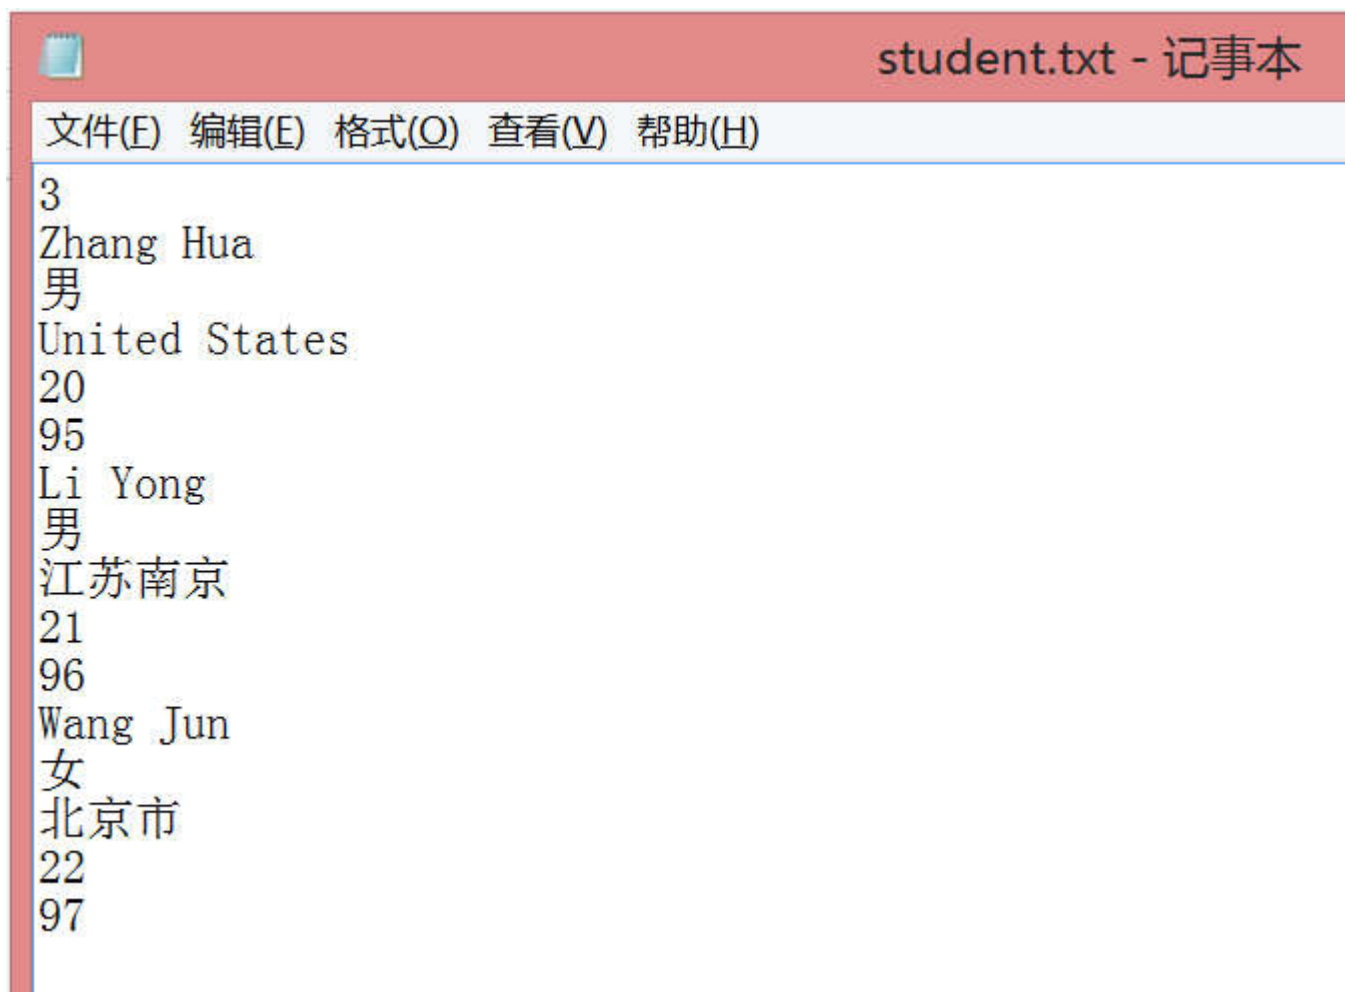 student.txt - 记事本
文件(F) 编辑(E) 格式(O) 查看(V) 帮助(H)
3
Zhang Hua
男
United States
20
95
Li Yong
男
江苏南京
21
96
Wang Jun
女
北京市
22
97